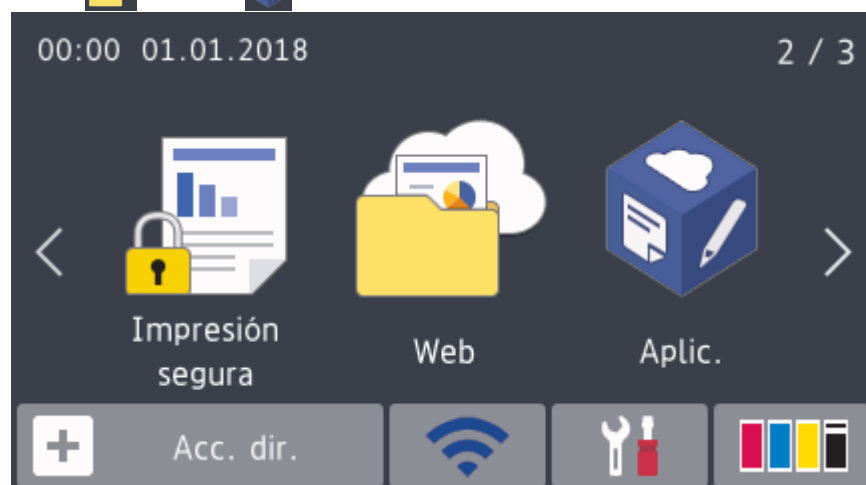 00:00 01.01.2018 2 / 3
Impresión
segura
Web
Aplic.
Acc. dir.